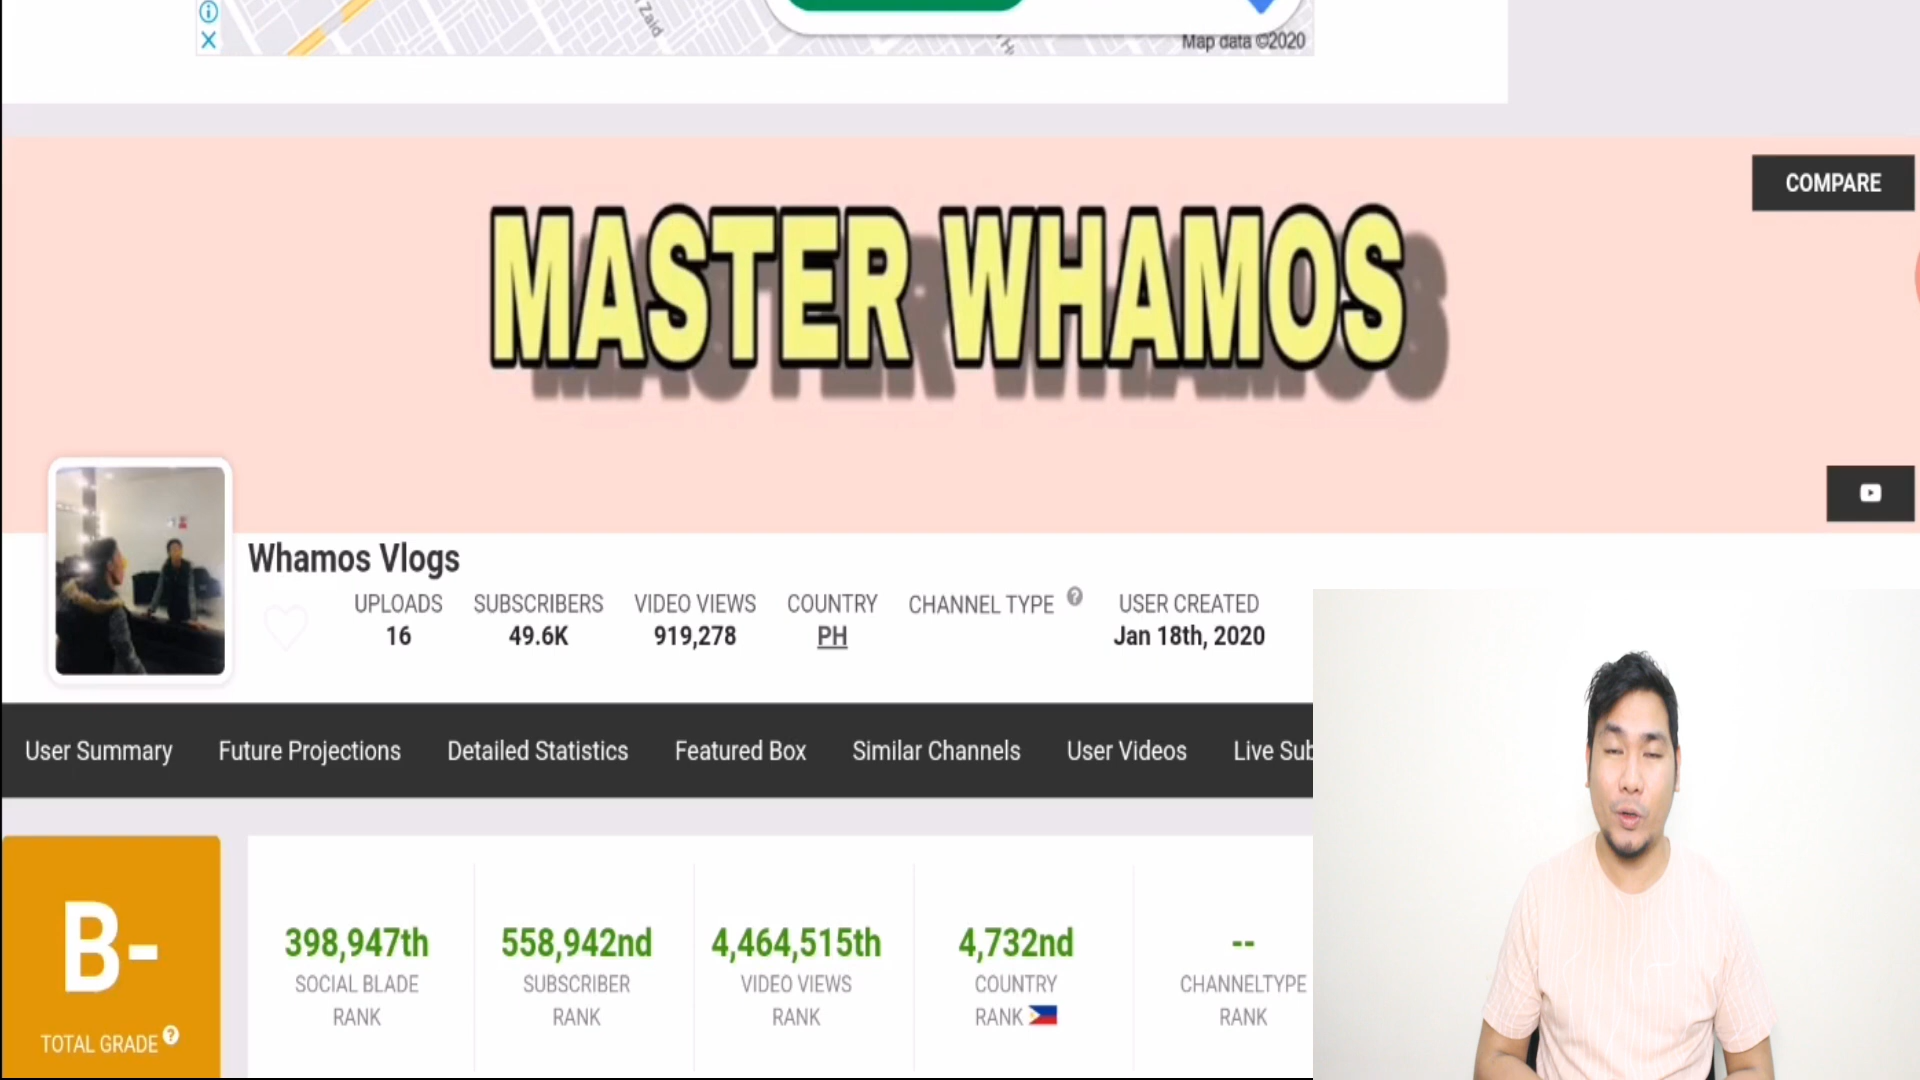 Zaid
Map data ©2020
COMPARE
MASTER WHAMOS
Whamos Vlogs
UPLOADS SUBSCRIBERS VIDEO VIEWS COUNTRY CHANNEL TYPE ? USER CREATED
16 49.6K 919,278 PH Jan 18th, 2020
User Summary Future Projections Detailed Statistics Featured Box Similar Channels User Videos Live Sub
B-
TOTAL GRADE ?
398,947th 558,942nd 4,464,515th 4,732nd --
SOCIAL BLADE SUBSCRIBER VIDEO VIEWS COUNTRY CHANNELTYPE
RANK RANK RANK RANK RANK